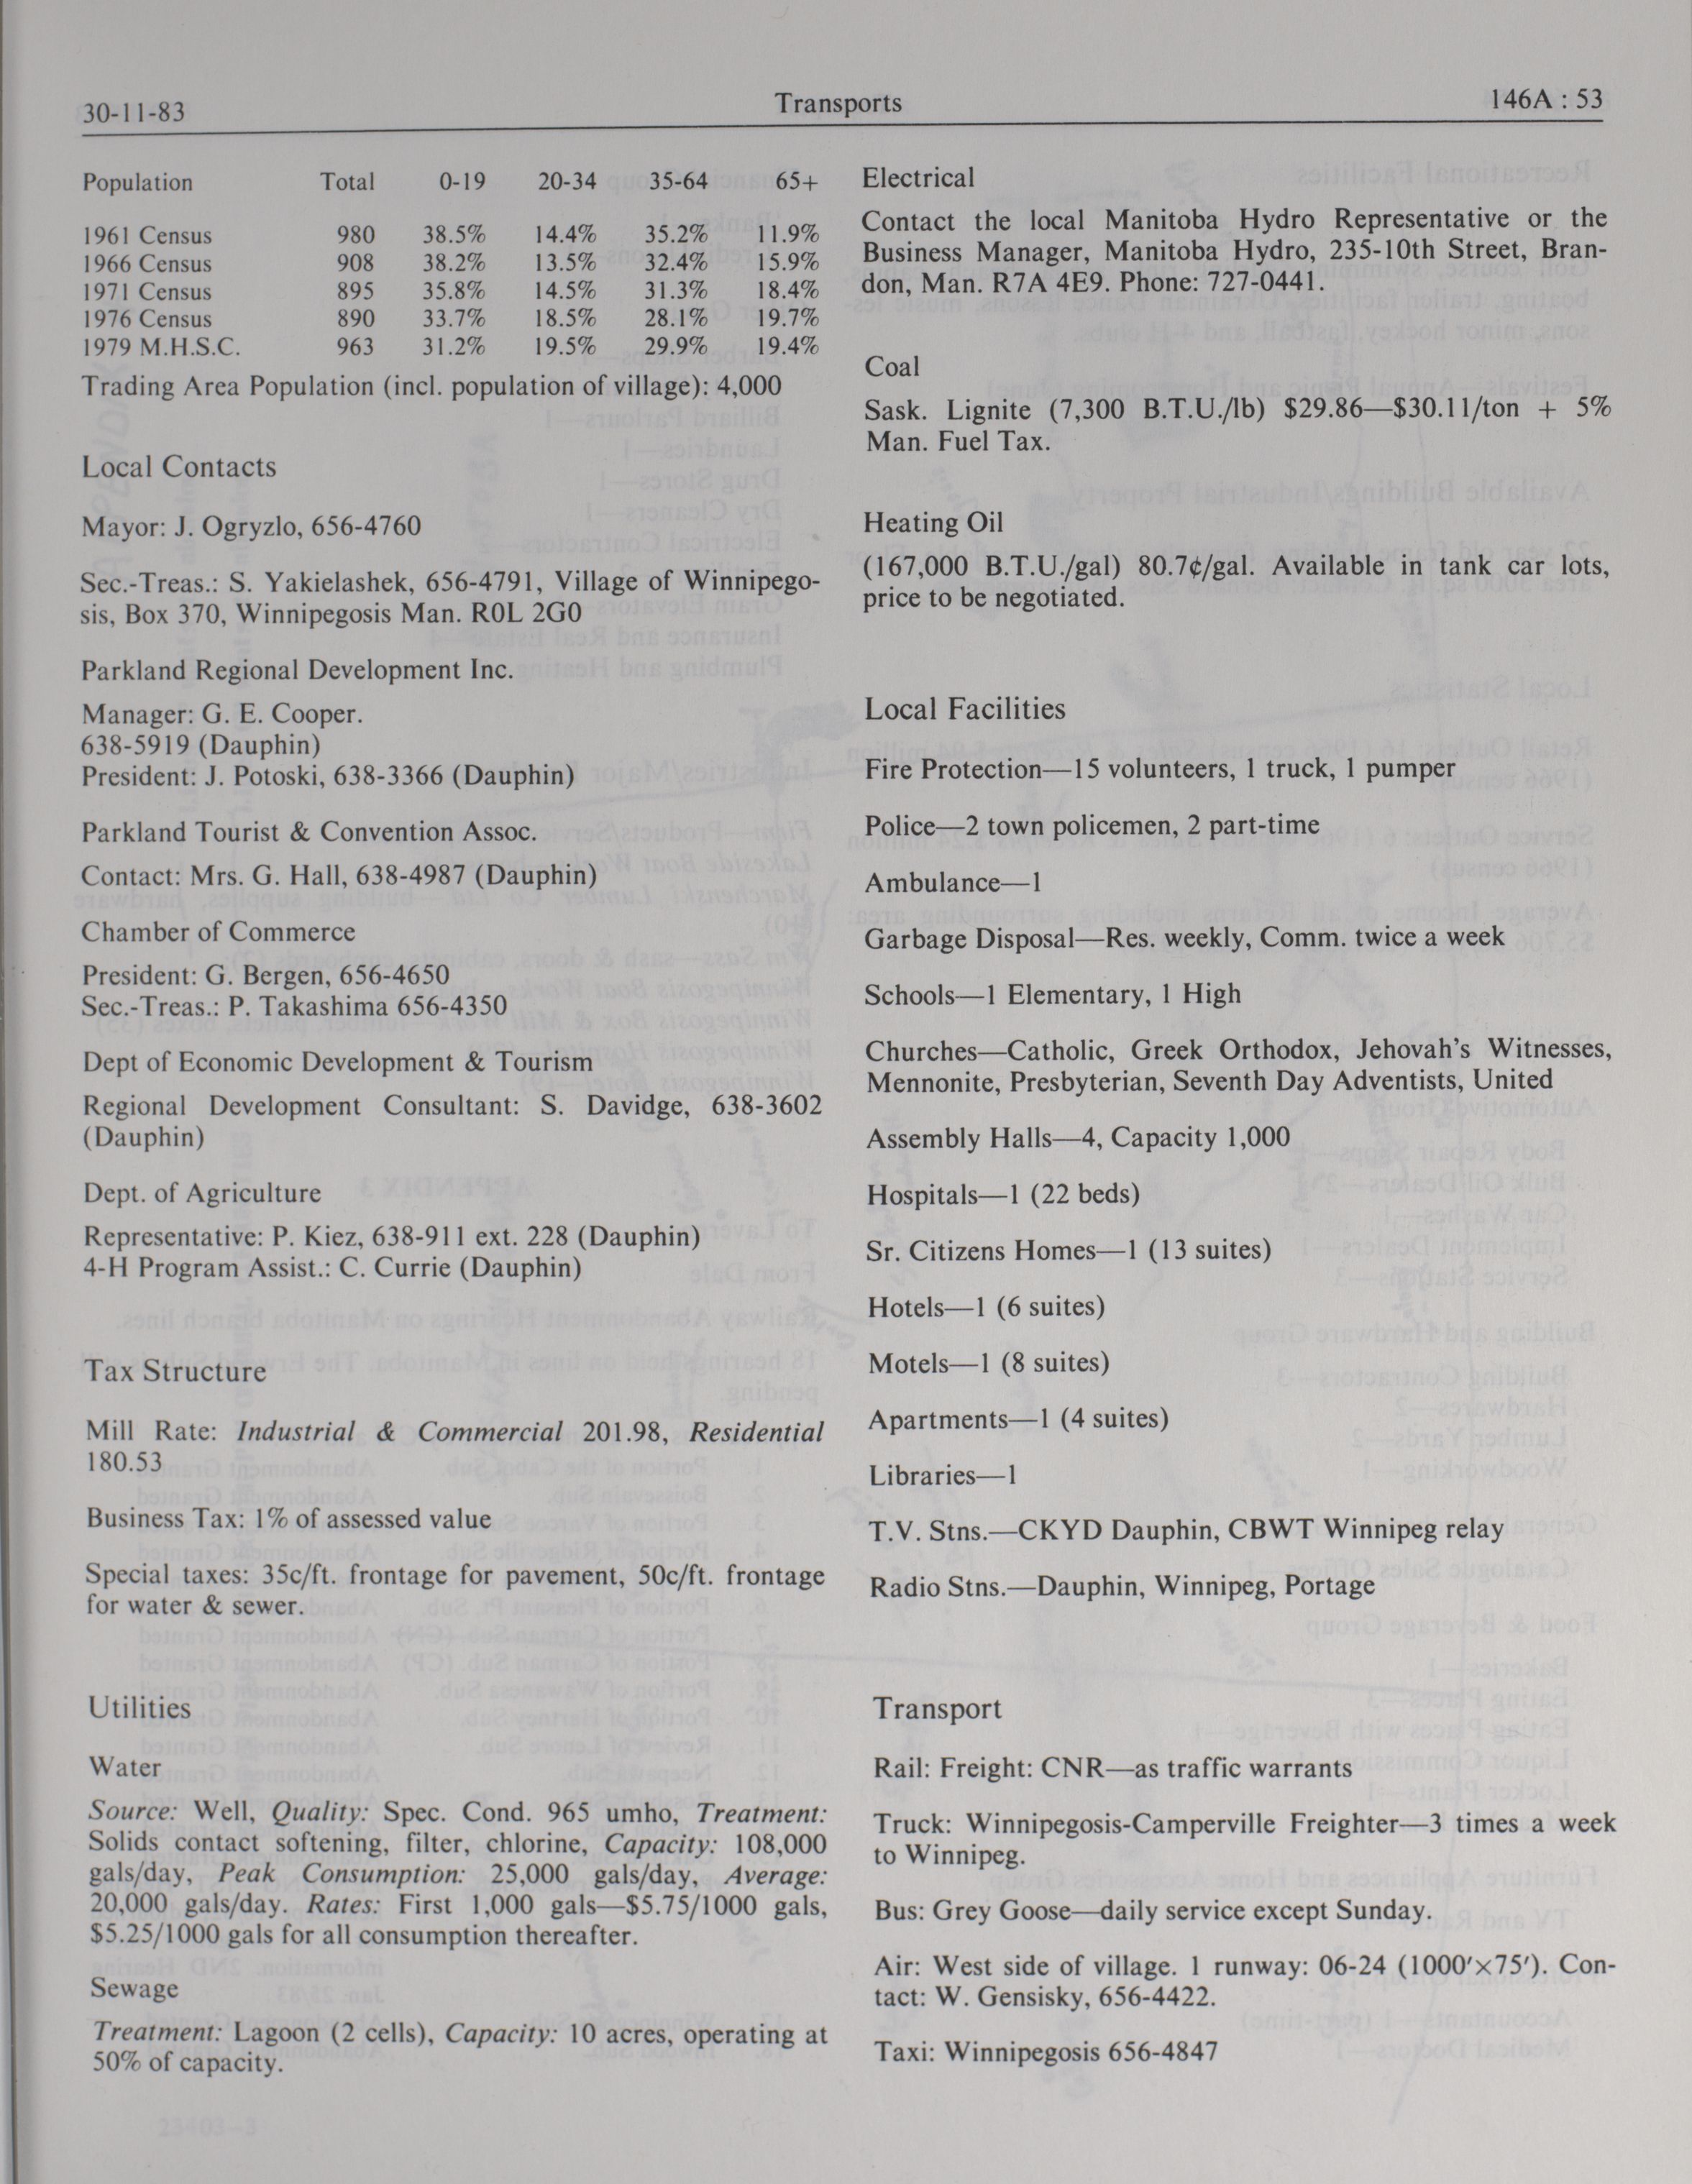 30-11-83 Transports 146A : 53
Population Total 0-19 20-34 35-64 65+
1961 Census 980 38.5% 14.4% 35.2% 11.9%
1966 Census 908 38.2% 13.5% 32.4% 15.9%
1971 Census 895 35.8% 14.5% 31.3% 18.4%
1976 Census 890 33.7% 18.5% 28.1% 19.7%
1979 M.H.S.C. 963 31.2% 19.5% 29.9% 19.4%
Trading Area Population (incl. population of village): 4,000
Local Contacts
Mayor: J. Ogryzlo, 656-4760
Sec.-Treas.: S. Yakielashek, 656-4791, Village of Winnipego-
sis, Box 370, Winnipegosis Man. R0L 2G0
Parkland Regional Development Inc.
Manager: G. E. Cooper.
638-5919 (Dauphin)
President: J. Potoski, 638-3366 (Dauphin)
Parkland Tourist & Convention Assoc.
Contact: Mrs. G. Hall, 638-4987 (Dauphin)
Chamber of Commerce
President: G. Bergen, 656-4650
Sec.-Treas.: P. Takashima 656-4350
Dept of Economic Development & Tourism
Regional Development Consultant: S. Davidge, 638-3602
(Dauphin)
Dept. of Agriculture
Representative: P. Kiez, 638-911 ext. 228 (Dauphin)
4-H Program Assist.: C. Currie (Dauphin)
Tax Structure
Mill Rate: Industrial & Commercial 201.98, Residential
180.53
Business Tax: 1% of assessed value
Special taxes: 35c/ft. frontage for pavement, 50c/ft. frontage
for water & sewer.
Utilities
Water
Source: Well, Quality: Spec. Cond. 965 umho, Treatment:
Solids contact softening, filter, chlorine, Capacity: 108,000
gals/day, Peak Consumption: 25,000 gals/day, Average:
20,000 gals/day. Rates: First 1,000 gals—$5.75/1000 gals,
$5.25/1000 gals for all consumption thereafter.
Sewage
Treatment: Lagoon (2 cells), Capacity: 10 acres, operating at
50% of capacity.
Electrical
Contact the local Manitoba Hydro Representative or the
Business Manager, Manitoba Hydro, 235-10th Street, Bran-
don, Man. R7A 4E9. Phone: 727-0441.
Coal
Sask. Lignite (7,300 B.T.U./lb) $29.86—$30.11/ton + 5%
Man. Fuel Tax.
Heating Oil
(167,000 B.T.U./gal) 80.7¢/gal. Available in tank car lots,
price to be negotiated.
Local Facilities
Fire Protection—15 volunteers, 1 truck, 1 pumper
Police—2 town policemen, 2 part-time
Ambulance—1
Garbage Disposal—Res. weekly, Comm. twice a week
Schools—1 Elementary, 1 High
Churches—Catholic, Greek Orthodox, Jehovah's Witnesses,
Mennonite, Presbyterian, Seventh Day Adventists, United
Assembly Halls—4, Capacity 1,000
Hospitals—1 (22 beds)
Sr. Citizens Homes—1 (13 suites)
Hotels—1 (6 suites)
Motels—1 (8 suites)
Apartments—1 (4 suites)
Libraries—1
T.V. Stns.—CKYD Dauphin, CBWT Winnipeg relay
Radio Stns.—Dauphin, Winnipeg, Portage
Transport
Rail: Freight: CNR—as traffic warrants
Truck: Winnipegosis-Camperville Freighter—3 times a week
to Winnipeg.
Bus: Grey Goose—daily service except Sunday.
Air: West side of village. 1 runway: 06-24 (1000′×75′). Con-
tact: W. Gensisky, 656-4422.
Taxi: Winnipegosis 656-4847